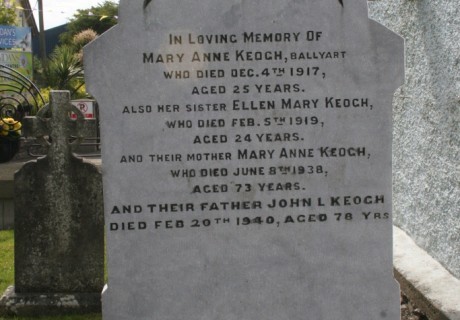 IN LOVING MEMORY OF
MARY ANNE KEOGH, BALLYART
WHO DIED DEC. 4TH 1917,
AGED 25 YEARS.
ALSO HER SISTER ELLEN MARY KEOGH,
WHO DIED FEB. 5TH 1919,
AGED 24 YEARS.
AND THEIR MOTHER MARY ANNE KEOGH,
WHO DIED JUNE 8TH 1938,
AGED 73 YEARS.
AND THEIR FATHER JOHN L KEOGH
DIED FEB 20TH 1940, AGED 78 YRS